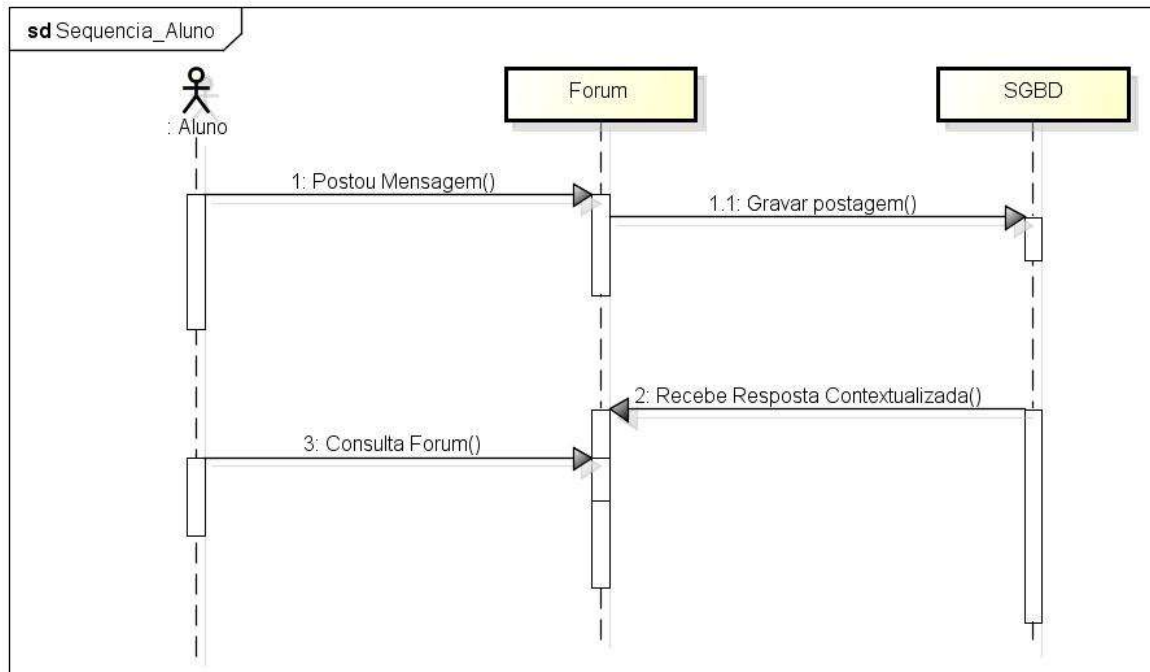 sd Sequencia_Aluno
: Aluno
Forum
SGBD
1: Postou Mensagem()
1.1: Gravar postagem()
2: Recebe Resposta Contextualizada()
3: Consulta Forum()